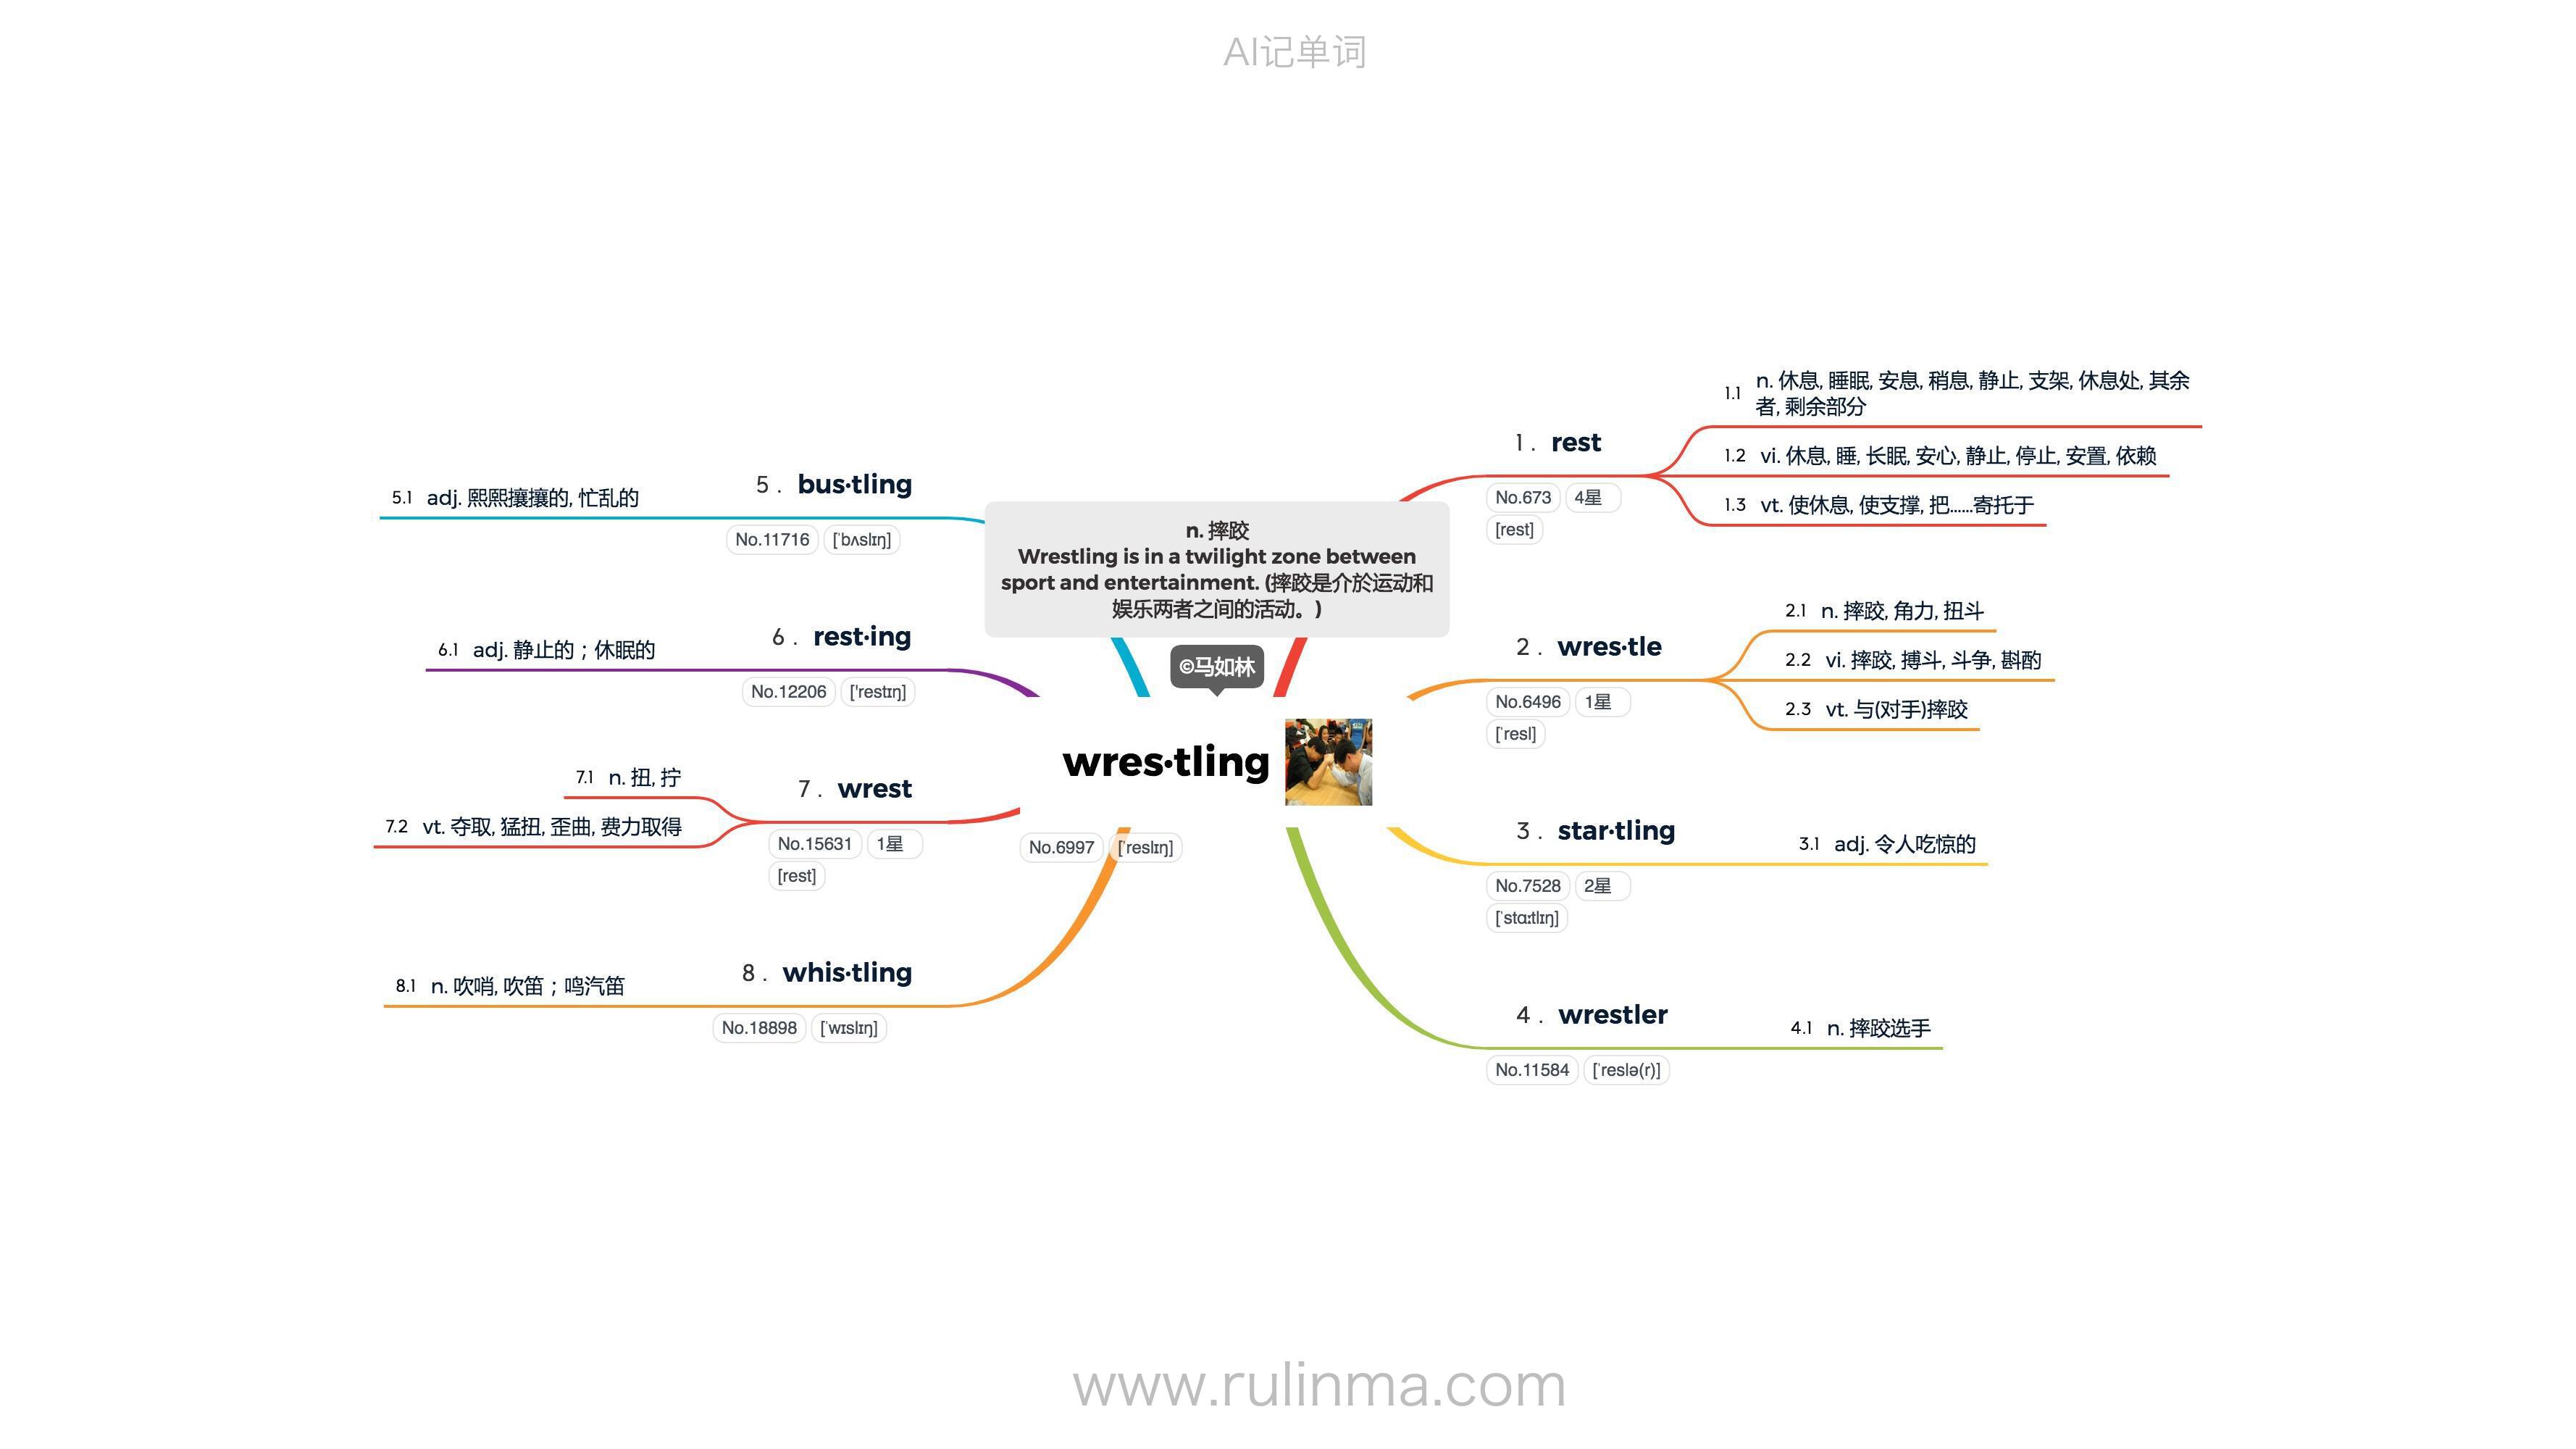 AI记单词
n. 摔跤
Wrestling is in a twilight zone between
sport and entertainment. (摔跤是介於运动和
娱乐两者之间的活动。)
©马如林
wres·tling
No.6997 [ˈreslɪŋ]
1. rest
No.673 4星
[rest]
1.1 n. 休息, 睡眠, 安息, 稍息, 静止, 支架, 休息处, 其余
者, 剩余部分
1.2 vi. 休息, 睡, 长眠, 安心, 静止, 停止, 安置, 依赖
1.3 vt. 使休息, 使支撑, 把……寄托于
2. wres·tle
No.6496 1星
[ˈresl]
2.1 n. 摔跤, 角力, 扭斗
2.2 vi. 摔跤, 搏斗, 斗争, 斟酌
2.3 vt. 与(对手)摔跤
3. star·tling
No.7528 2星
[ˈstɑːtlɪŋ]
3.1 adj. 令人吃惊的
4. wrestler
No.11584 [ˈreslə(r)]
4.1 n. 摔跤选手
5. bus·tling
No.11716 [ˈbʌslɪŋ]
5.1 adj. 熙熙攘攘的, 忙乱的
6. rest·ing
No.12206 ['restɪŋ]
6.1 adj. 静止的；休眠的
7. wrest
No.15631 1星
[rest]
7.1 n. 扭, 拧
7.2 vt. 夺取, 猛扭, 歪曲, 费力取得
8. whis·tling
No.18898 [ˈwɪslɪŋ]
8.1 n. 吹哨, 吹笛；鸣汽笛
www.rulinma.com